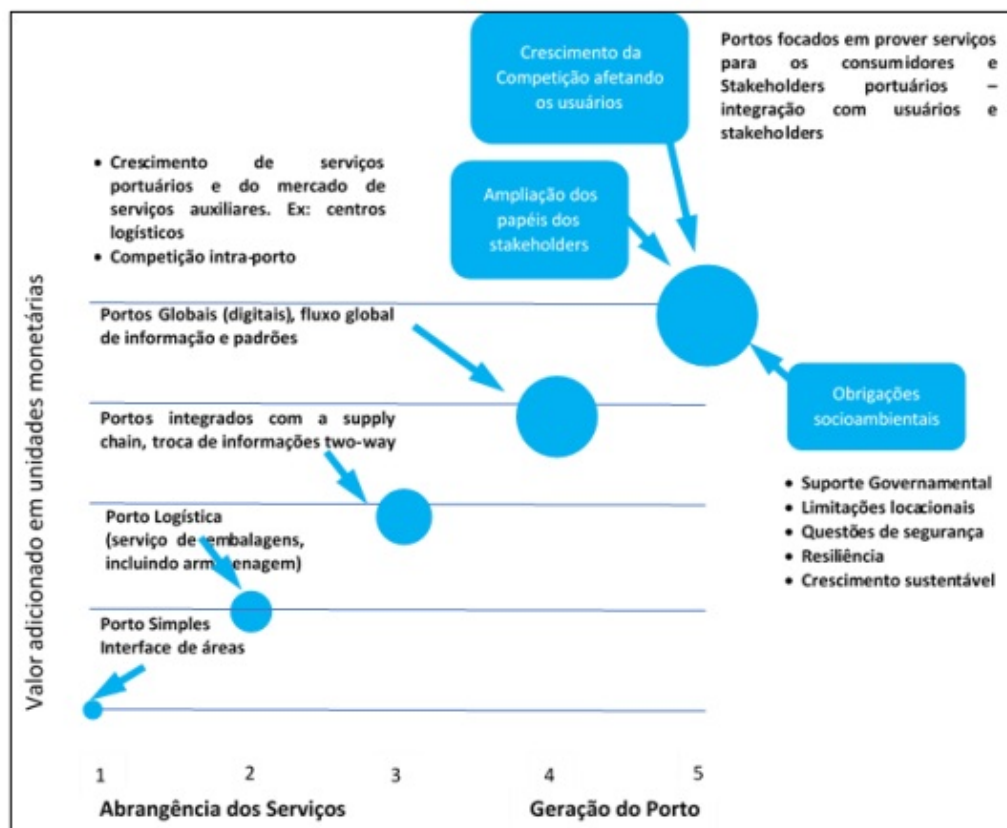 Crescimento da
Competição afetando
os usuários
Portos focados em prover serviços
para os consumidores e
Stakeholders portuários –
integração com usuários e
stakeholders
• Crescimento de serviços
portuários e do mercado de
serviços auxiliares. Ex: centros
logísticos
• Competição intra-porto
Ampliação dos
papéis dos
stakeholders
Valor adicionado em unidades monetárias
Portos Globais (digitais), fluxo global
de informação e padrões
Portos integrados com a supply
chain, troca de informações two-way
Obrigações
socioambientais
• Suporte Governamental
• Limitações locacionais
• Questões de segurança
• Resiliência
• Crescimento sustentável
Porto Logística
(serviço de embalagens,
incluindo armazenagem)
Porto Simples
Interface de áreas
1 2 3 4 5
Abrangência dos Serviços Geração do Porto